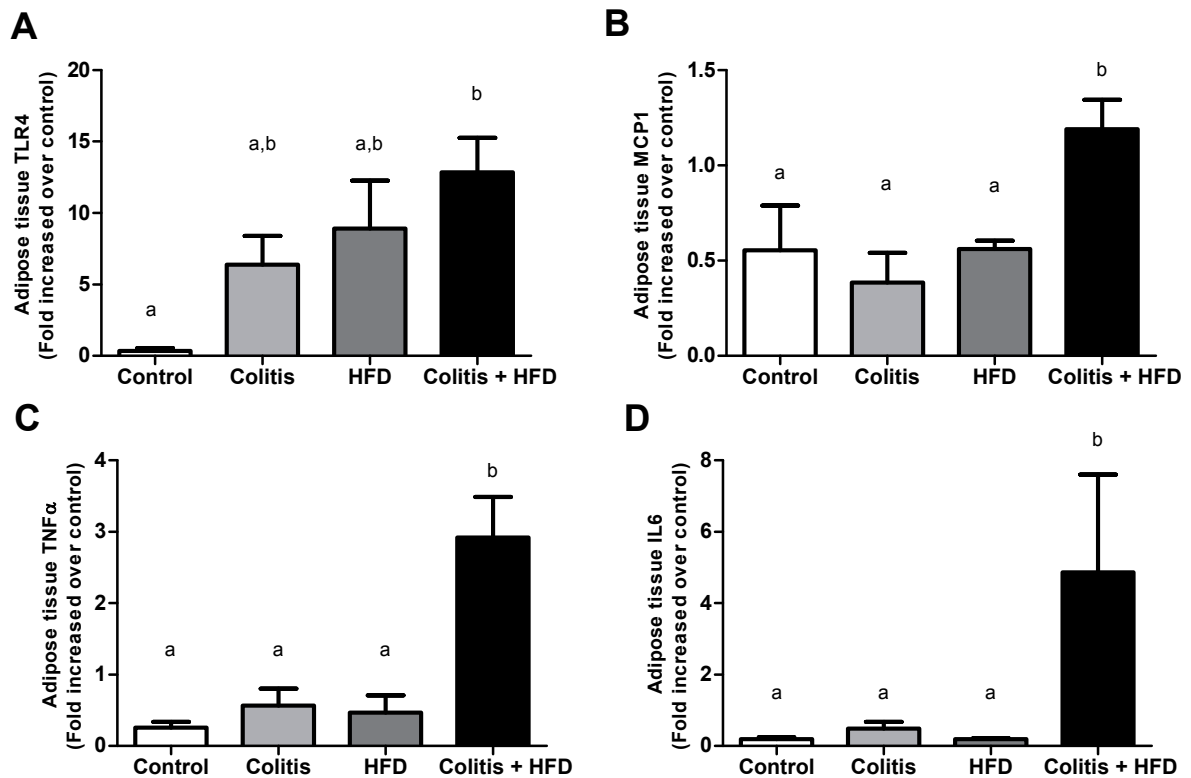 A
Adipose tissue TLR4
(Fold increased over control)
20
15
10
5
0
a
a,b
a,b
b
Control
Colitis
HFD
Colitis + HFD
B
Adipose tissue MCP1
(Fold increased over control)
1.5
1.0
0.5
0.0
a
a
a
b
Control
Colitis
HFD
Colitis + HFD
C
Adipose tissue TNFα
(Fold increased over control)
4
3
2
1
0
a
a
a
b
Control
Colitis
HFD
Colitis + HFD
D
Adipose tissue IL6
(Fold increased over control)
8
6
4
2
0
a
a
a
b
Control
Colitis
HFD
Colitis + HFD